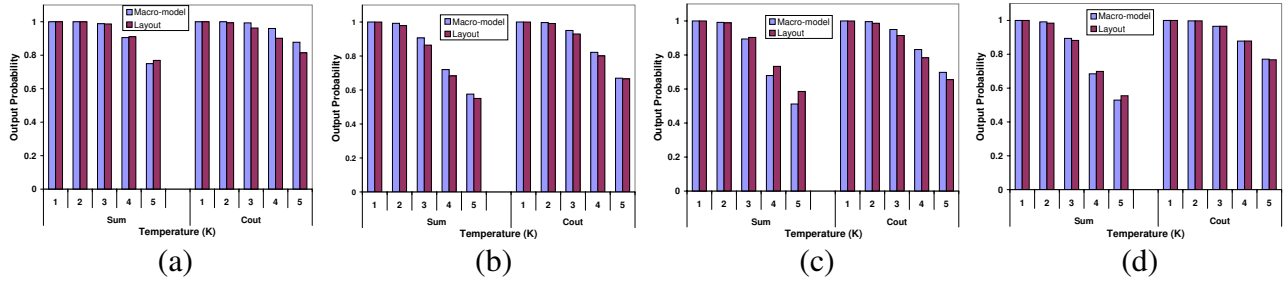 Output Probability
1
0.8
0.6
0.4
0.2
0
Macro-model
Layout
1 2 3 4 5 1 2 3 4 5
Sum Cout
Temperature (K)
(a)
Output Probability
1
0.8
0.6
0.4
0.2
0
Macro-model
Layout
1 2 3 4 5 1 2 3 4 5
Sum Cout
Temperature (K)
(b)
Output Probability
1
0.8
0.6
0.4
0.2
0
Macro-model
Layout
1 2 3 4 5 1 2 3 4 5
Sum Cout
Temperature (K)
(c)
Output Probability
1
0.8
0.6
0.4
0.2
0
Macro-model
Layout
1 2 3 4 5 1 2 3 4 5
Sum Cout
Temperature (K)
(d)